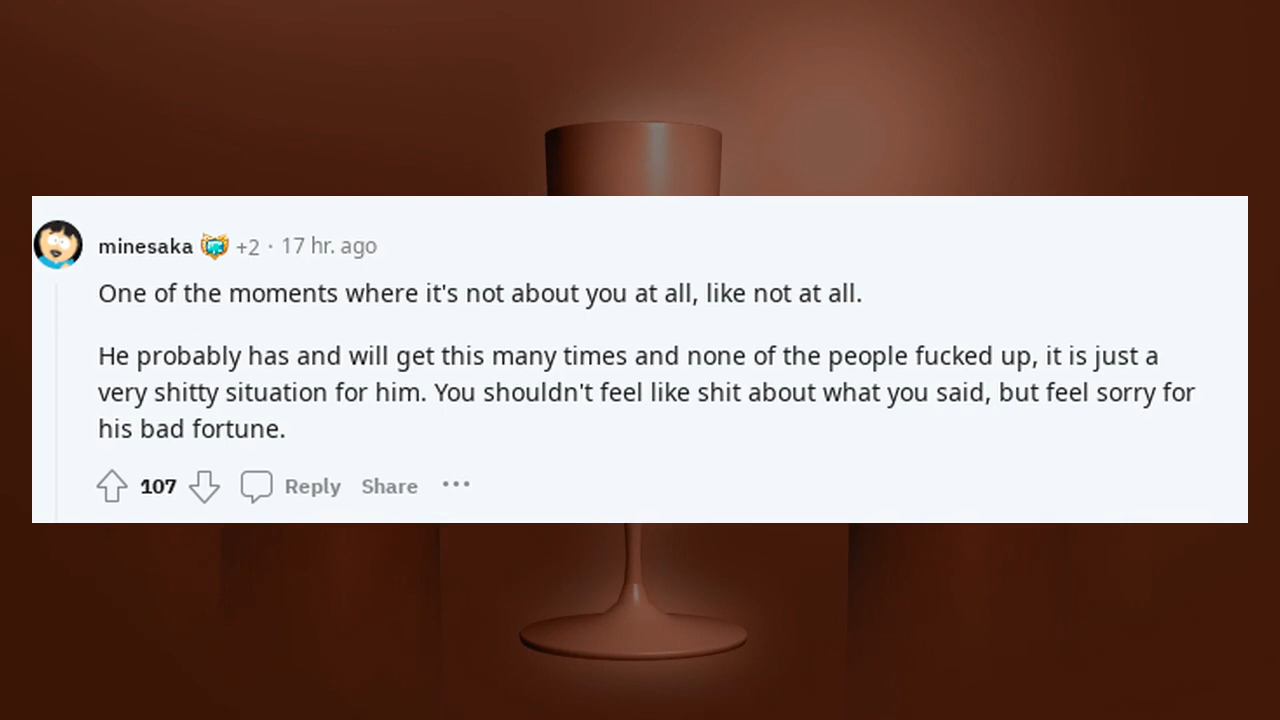 minesaka +2 · 17 hr. ago
One of the moments where it's not about you at all, like not at all.
He probably has and will get this many times and none of the people fucked up, it is just a
very shitty situation for him. You shouldn't feel like shit about what you said, but feel sorry for
his bad fortune.
107 Reply Share ···